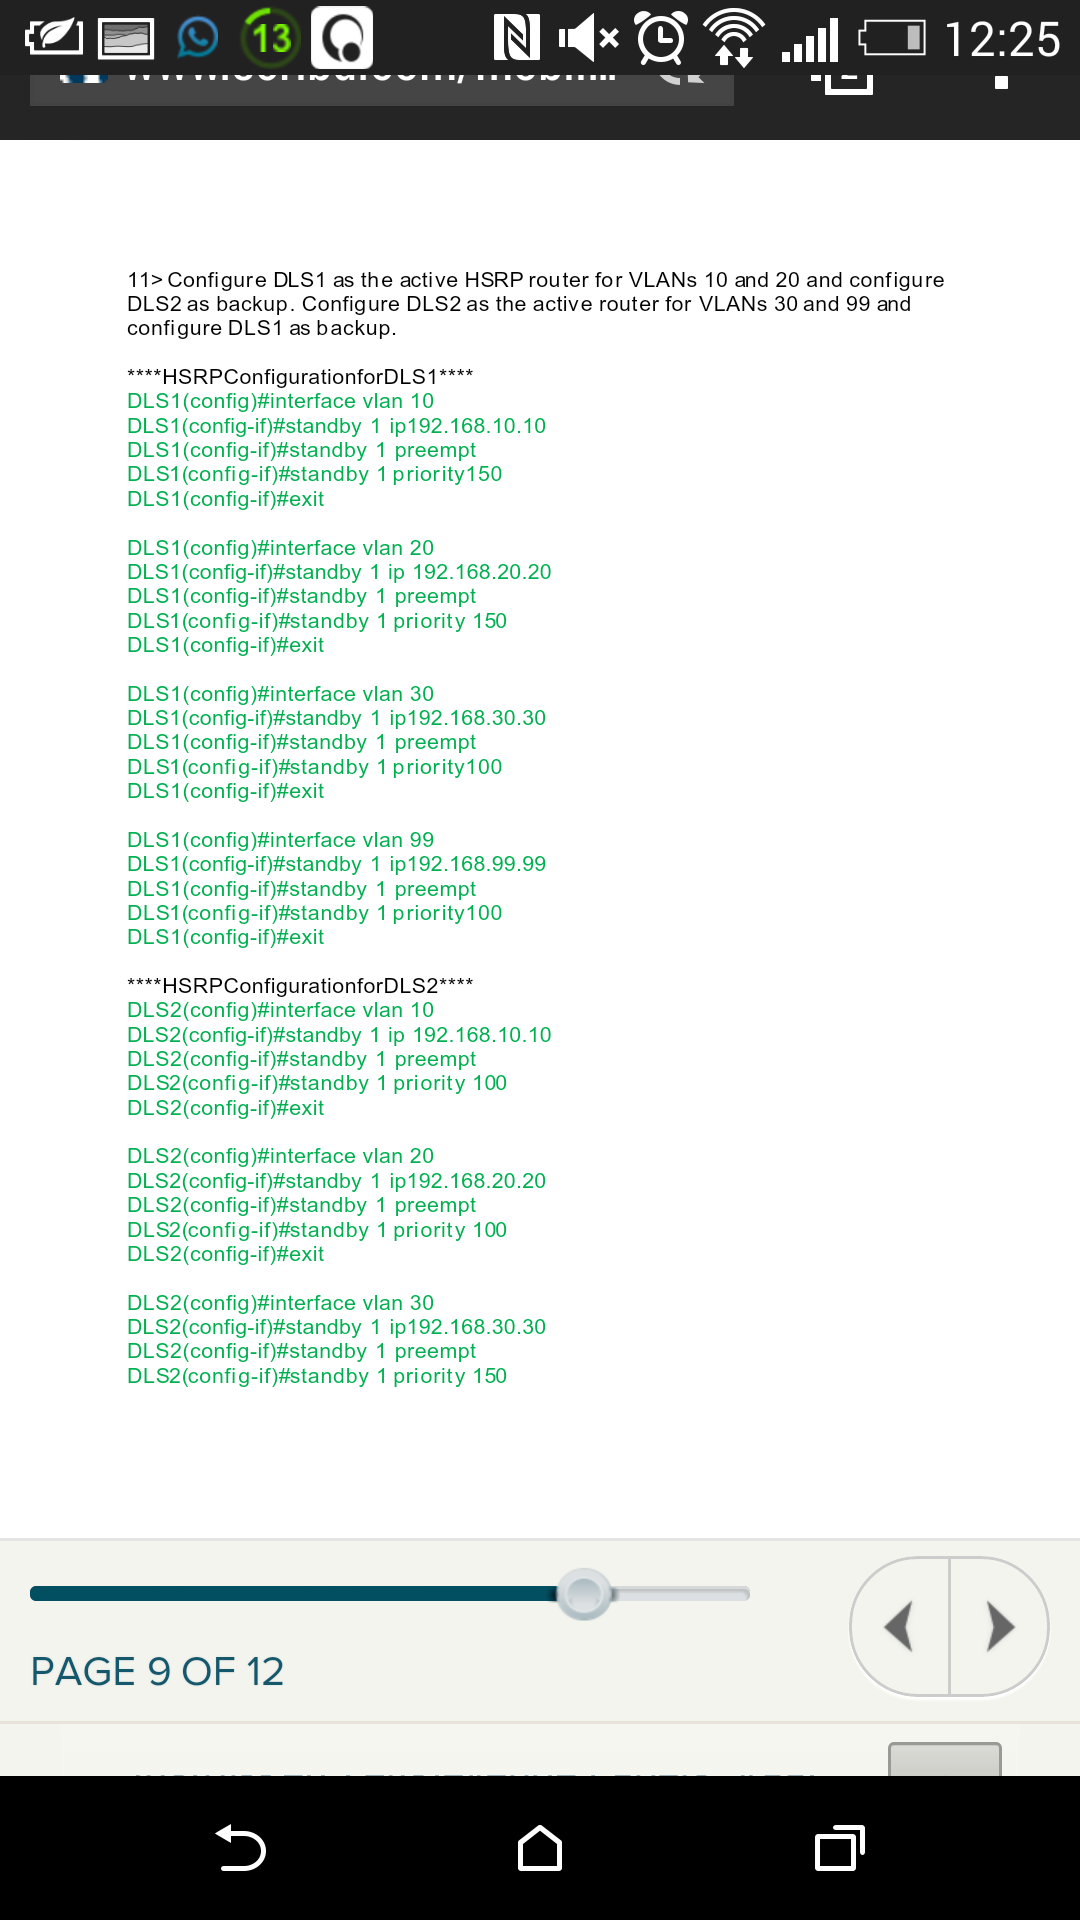 13
12:25
2
11> Configure DLS1 as the active HSRP router for VLANs 10 and 20 and configure
DLS2 as backup. Configure DLS2 as the active router for VLANs 30 and 99 and
configure DLS1 as backup.
****HSRPConfigurationforDLS1****
DLS1(config)#interface vlan 10
DLS1(config-if)#standby 1 ip192.168.10.10
DLS1(config-if)#standby 1 preempt
DLS1(config-if)#standby 1 priority150
DLS1(config-if)#exit
DLS1(config)#interface vlan 20
DLS1(config-if)#standby 1 ip 192.168.20.20
DLS1(config-if)#standby 1 preempt
DLS1(config-if)#standby 1 priority 150
DLS1(config-if)#exit
DLS1(config)#interface vlan 30
DLS1(config-if)#standby 1 ip192.168.30.30
DLS1(config-if)#standby 1 preempt
DLS1(config-if)#standby 1 priority100
DLS1(config-if)#exit
DLS1(config)#interface vlan 99
DLS1(config-if)#standby 1 ip192.168.99.99
DLS1(config-if)#standby 1 preempt
DLS1(config-if)#standby 1 priority100
DLS1(config-if)#exit
****HSRPConfigurationforDLS2****
DLS2(config)#interface vlan 10
DLS2(config-if)#standby 1 ip 192.168.10.10
DLS2(config-if)#standby 1 preempt
DLS2(config-if)#standby 1 priority 100
DLS2(config-if)#exit
DLS2(config)#interface vlan 20
DLS2(config-if)#standby 1 ip192.168.20.20
DLS2(config-if)#standby 1 preempt
DLS2(config-if)#standby 1 priority 100
DLS2(config-if)#exit
DLS2(config)#interface vlan 30
DLS2(config-if)#standby 1 ip192.168.30.30
DLS2(config-if)#standby 1 preempt
DLS2(config-if)#standby 1 priority 150
PAGE 9 OF 12